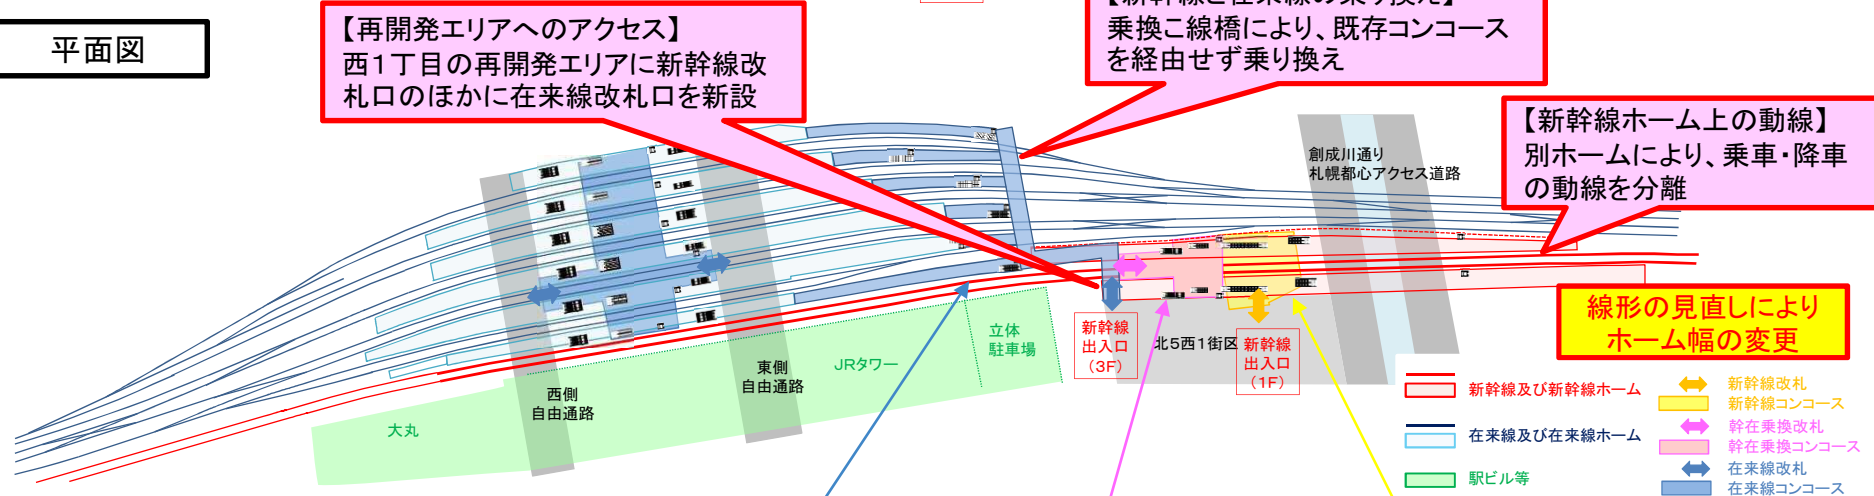 平面図
【再開発エリアへのアクセス】
西1丁目の再開発エリアに新幹線改
札口のほかに在来線改札口を新設
【新幹線と在来線の乗り換え】
乗換こ線橋により、既存コンコース
を経由せず乗り換え
【新幹線ホーム上の動線】
別ホームにより、乗車・降車
の動線を分離
創成川通り
札幌都心アクセス道路
線形の見直しにより
ホーム幅の変更
新幹線
出入口
(3F)
北5西1街区
新幹線
出入口
(1F)
立体
駐車場
JRタワー
東側
自由通路
西側
自由通路
大丸
新幹線及び新幹線ホーム
在来線及び在来線ホーム
駅ビル等
新幹線改札
新幹線コンコース
幹在乗換改札
幹在乗換コンコース
在来線改札
在来線コンコース